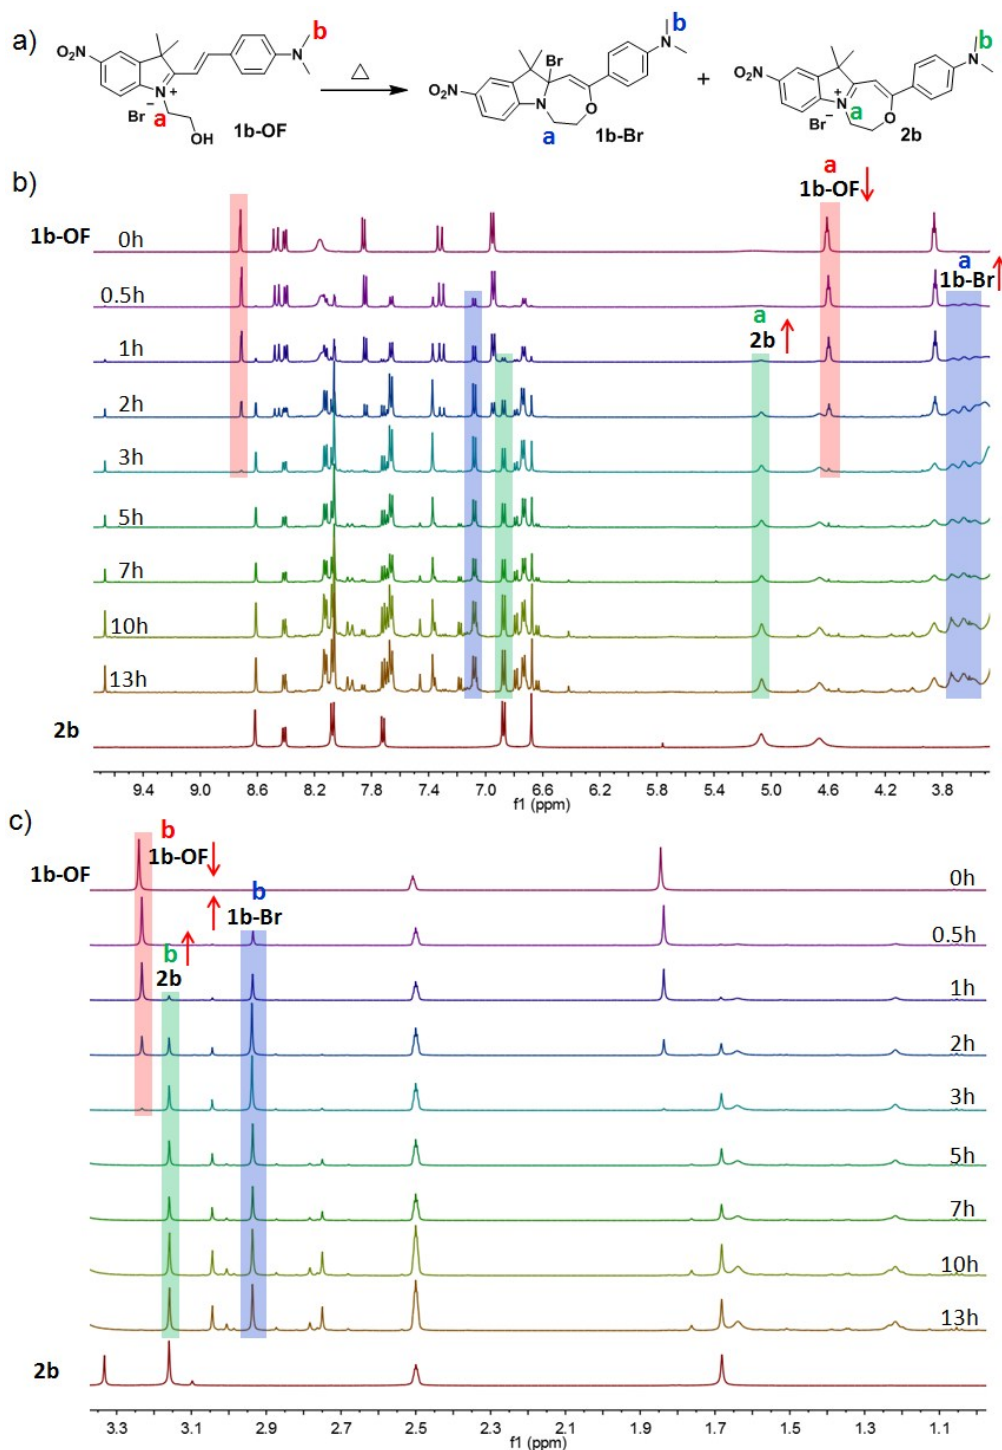 a)
b
b
b
NO₂
N⁺
N
Br⁻
a
OH
1b-OF
△
NO₂
Br
N
N
O
a
1b-Br
+
NO₂
N⁺
N
O
Br⁻
a
2b
b)
a
1b-OF
1b-OF
0h
a
1b-Br
0.5h
a
2b
1h
2h
3h
5h
7h
10h
13h
2b
9.4 9.0 8.6 8.2 7.8 7.4 7.0 6.6 6.2 5.8 5.4 5.0 4.6 4.2 3.8
f1 (ppm)
c)
b
1b-OF
1b-OF
0h
b
1b-Br
0.5h
b
2b
1h
2h
3h
5h
7h
10h
13h
2b
3.3 3.1 2.9 2.7 2.5 2.3 2.1 1.9 1.7 1.5 1.3 1.1
f1 (ppm)